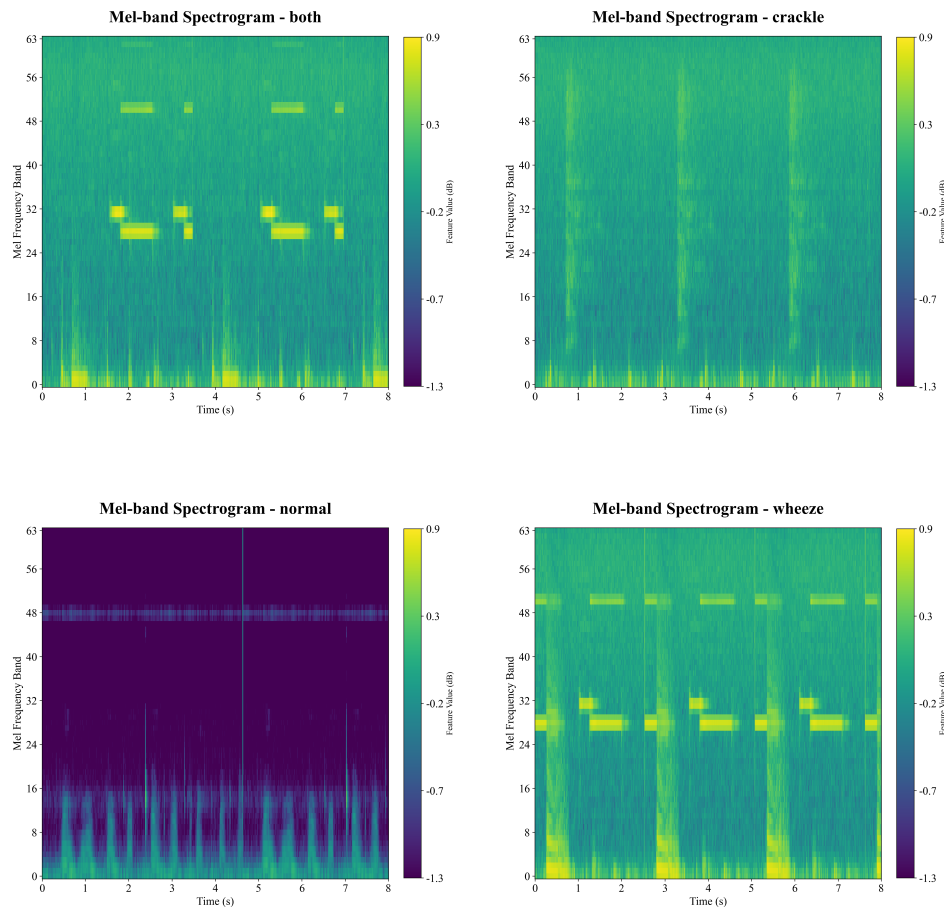 Mel-band Spectrogram - both
63
56
48
40
32
24
16
8
0
Mel Frequency Band
0 1 2 3 4 5 6 7 8
Time (s)
0.9
0.3
-0.2
-0.7
-1.3
Feature Value (dB)
Mel-band Spectrogram - crackle
63
56
48
40
32
24
16
8
0
Mel Frequency Band
0 1 2 3 4 5 6 7 8
Time (s)
0.9
0.3
-0.2
-0.7
-1.3
Feature Value (dB)
Mel-band Spectrogram - normal
63
56
48
40
32
24
16
8
0
Mel Frequency Band
0 1 2 3 4 5 6 7 8
Time (s)
0.9
0.3
-0.2
-0.7
-1.3
Feature Value (dB)
Mel-band Spectrogram - wheeze
63
56
48
40
32
24
16
8
0
Mel Frequency Band
0 1 2 3 4 5 6 7 8
Time (s)
0.9
0.3
-0.2
-0.7
-1.3
Feature Value (dB)